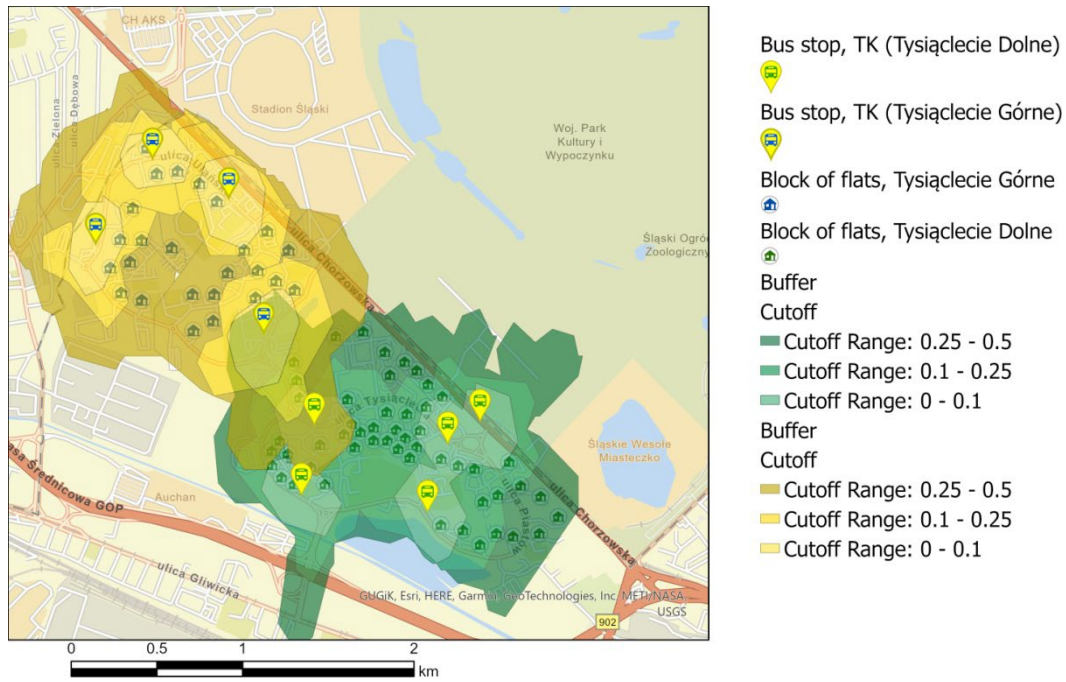 CH AKS
ulica Zielona
ulica Dębowa
Stadion Śląski
ulica Ułańska
Woj. Park
Kultury i
Wypoczynku
Śląski Ogród
Zoologiczny
ulica Chorzowska
Tysiąclecia
Śląskie Wesołe
Miasteczko
ulica Piastów
ulica Chorzowska
Auchan
asa Średnicowa GOP
ulica Gliwicka
GUGiK, Esri, HERE, Garmin, GeoTechnologies, Inc, METI/NASA,
USGS
902
0 0.5 1 2
km
Bus stop, TK (Tysiąclecie Dolne)
Bus stop, TK (Tysiąclecie Górne)
Block of flats, Tysiąclecie Górne
Block of flats, Tysiąclecie Dolne
Buffer
Cutoff
Cutoff Range: 0.25 - 0.5
Cutoff Range: 0.1 - 0.25
Cutoff Range: 0 - 0.1
Buffer
Cutoff
Cutoff Range: 0.25 - 0.5
Cutoff Range: 0.1 - 0.25
Cutoff Range: 0 - 0.1